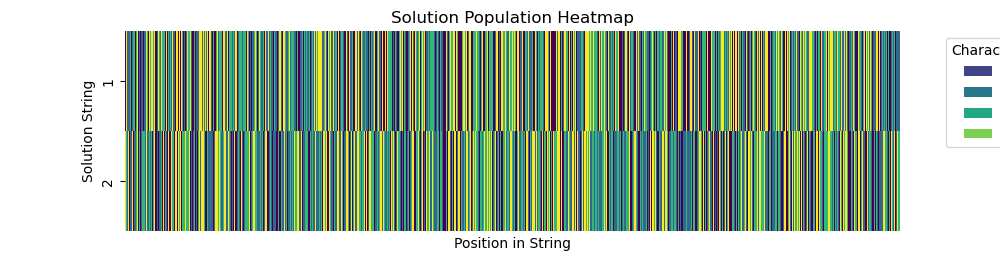 Solution Population Heatmap
Charac
Solution String
1
2
Position in String